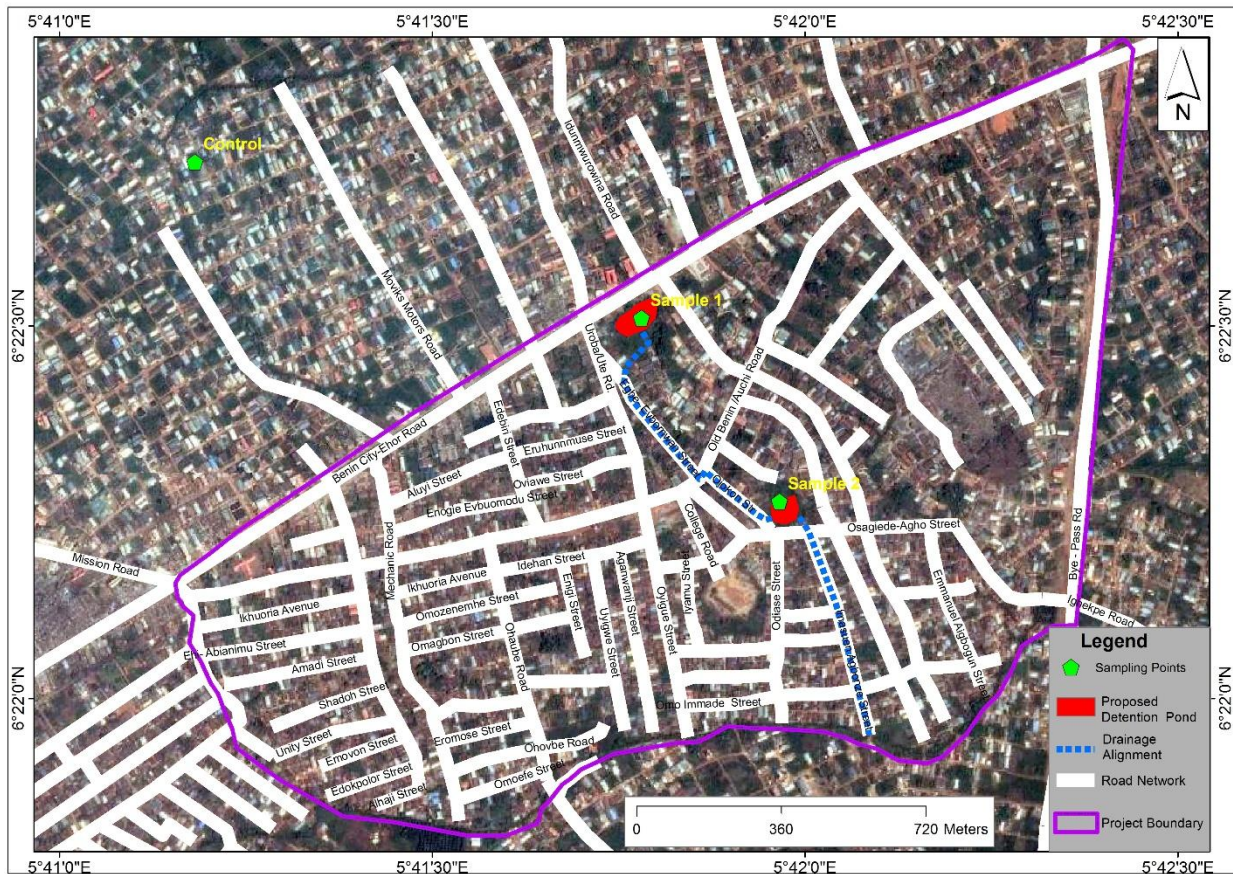 5°41'0"E
5°41'30"E
5°42'0"E
5°42'30"E
N
Control
Idunmwurowina Road
Moviks Motors Road
Sample 1
6°22'30"N
6°22'30"N
Uroba/Ute Rd.
Old Benin /Auchi Road
Benin City-Ehor Road
Edebin Street
Eruhunnmuse Street
Aluyi Street
Oviawe Street
Enogie Evbuomodu Street
Sample 2
College Road
Osagiede-Agho Street
Mission Road
Mechanic Road
Idehan Street
Ikhuoria Avenue
Ikhuoria Avenue
Enigi Street
Aganwanji Street
Oyigue Street
Iyamu Street
Uyigwe Street
Odiase Street
Bye - Pass Rd
Igbekpe Road
Emmanuel Aigbogun Street
Omozenemhe Street
Omagbon Street
Ohaube Road
Abianimu Street
Amadi Street
Shadoh Street
Omo Immade Street
Unity Street
Emovon Street
Eromose Street
Onovbe Road
Edokpolor Street
Omoefe Street
Alhaji Street
6°22'0"N
6°22'0"N
Legend
Sampling Points
Proposed
Detention Pond
Drainage
Alignment
Road Network
Project Boundary
0 360 720 Meters
5°41'0"E
5°41'30"E
5°42'0"E
5°42'30"E